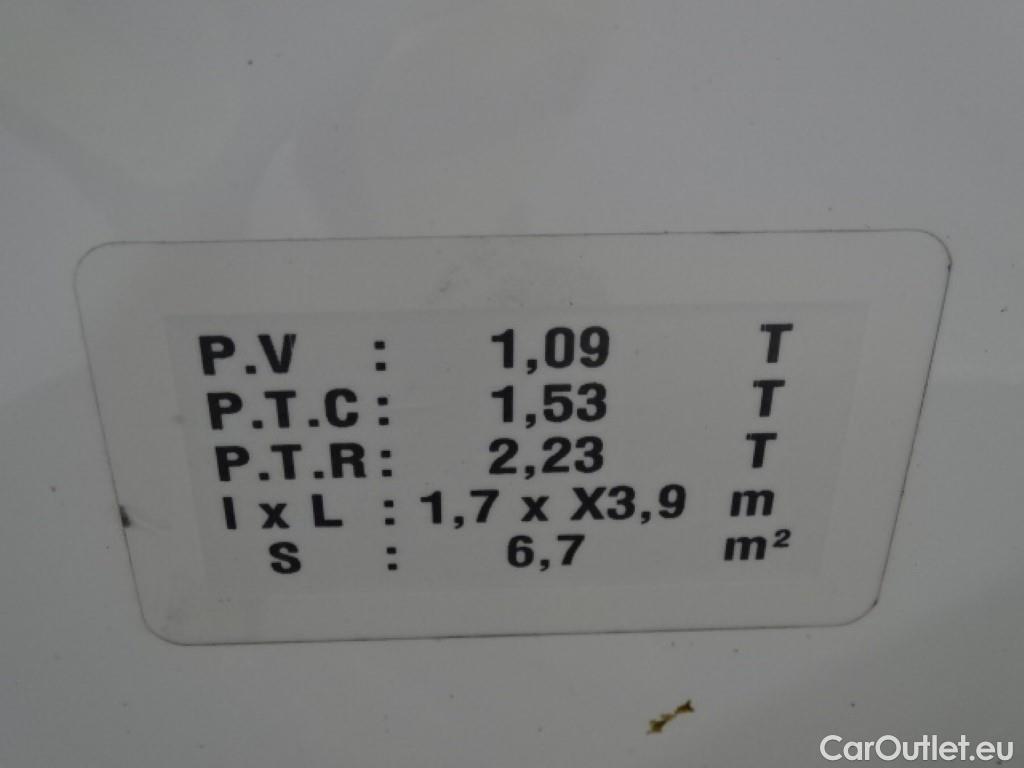 P.V : 1,09 T
P.T.C : 1,53 T
P.T.R : 2,23 T
l x L : 1,7 x X3,9 m
S : 6,7 m²
CarOutlet.eu